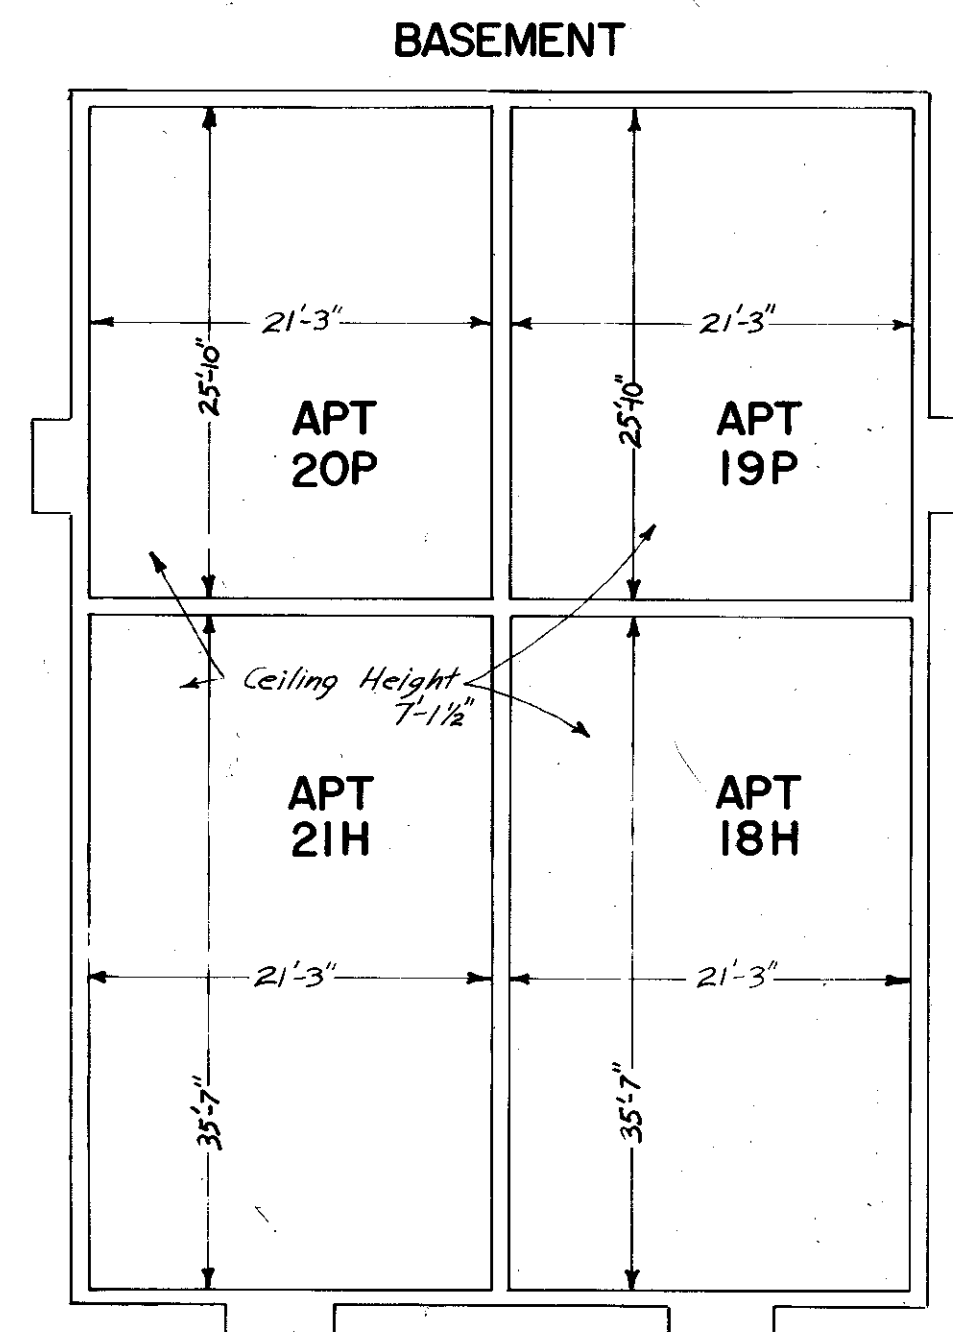 BASEMENT
21'-3"
21'-3"
25'-10"
25'-10"
APT
20P
APT
19P
Ceiling Height
7'-1½"
APT
21H
APT
18H
21'-3"
21'-3"
35'-7"
35'-7"